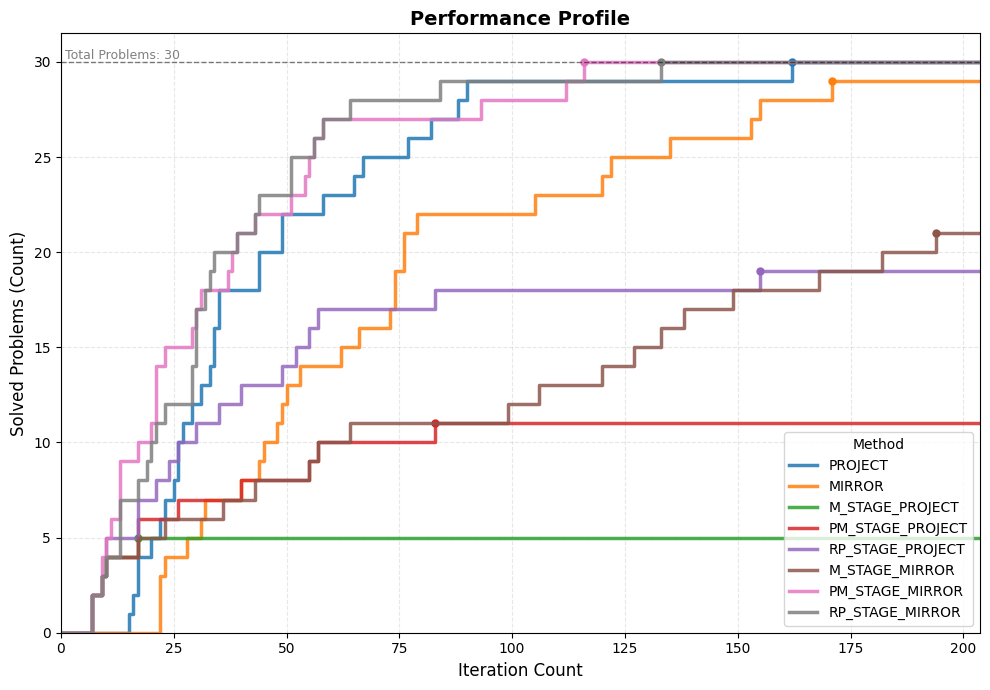 Performance Profile
Total Problems: 30
Solved Problems (Count)
30
25
20
15
10
5
0
0 25 50 75 100 125 150 175 200
Iteration Count
Method
PROJECT
MIRROR
M_STAGE_PROJECT
PM_STAGE_PROJECT
RP_STAGE_PROJECT
M_STAGE_MIRROR
PM_STAGE_MIRROR
RP_STAGE_MIRROR